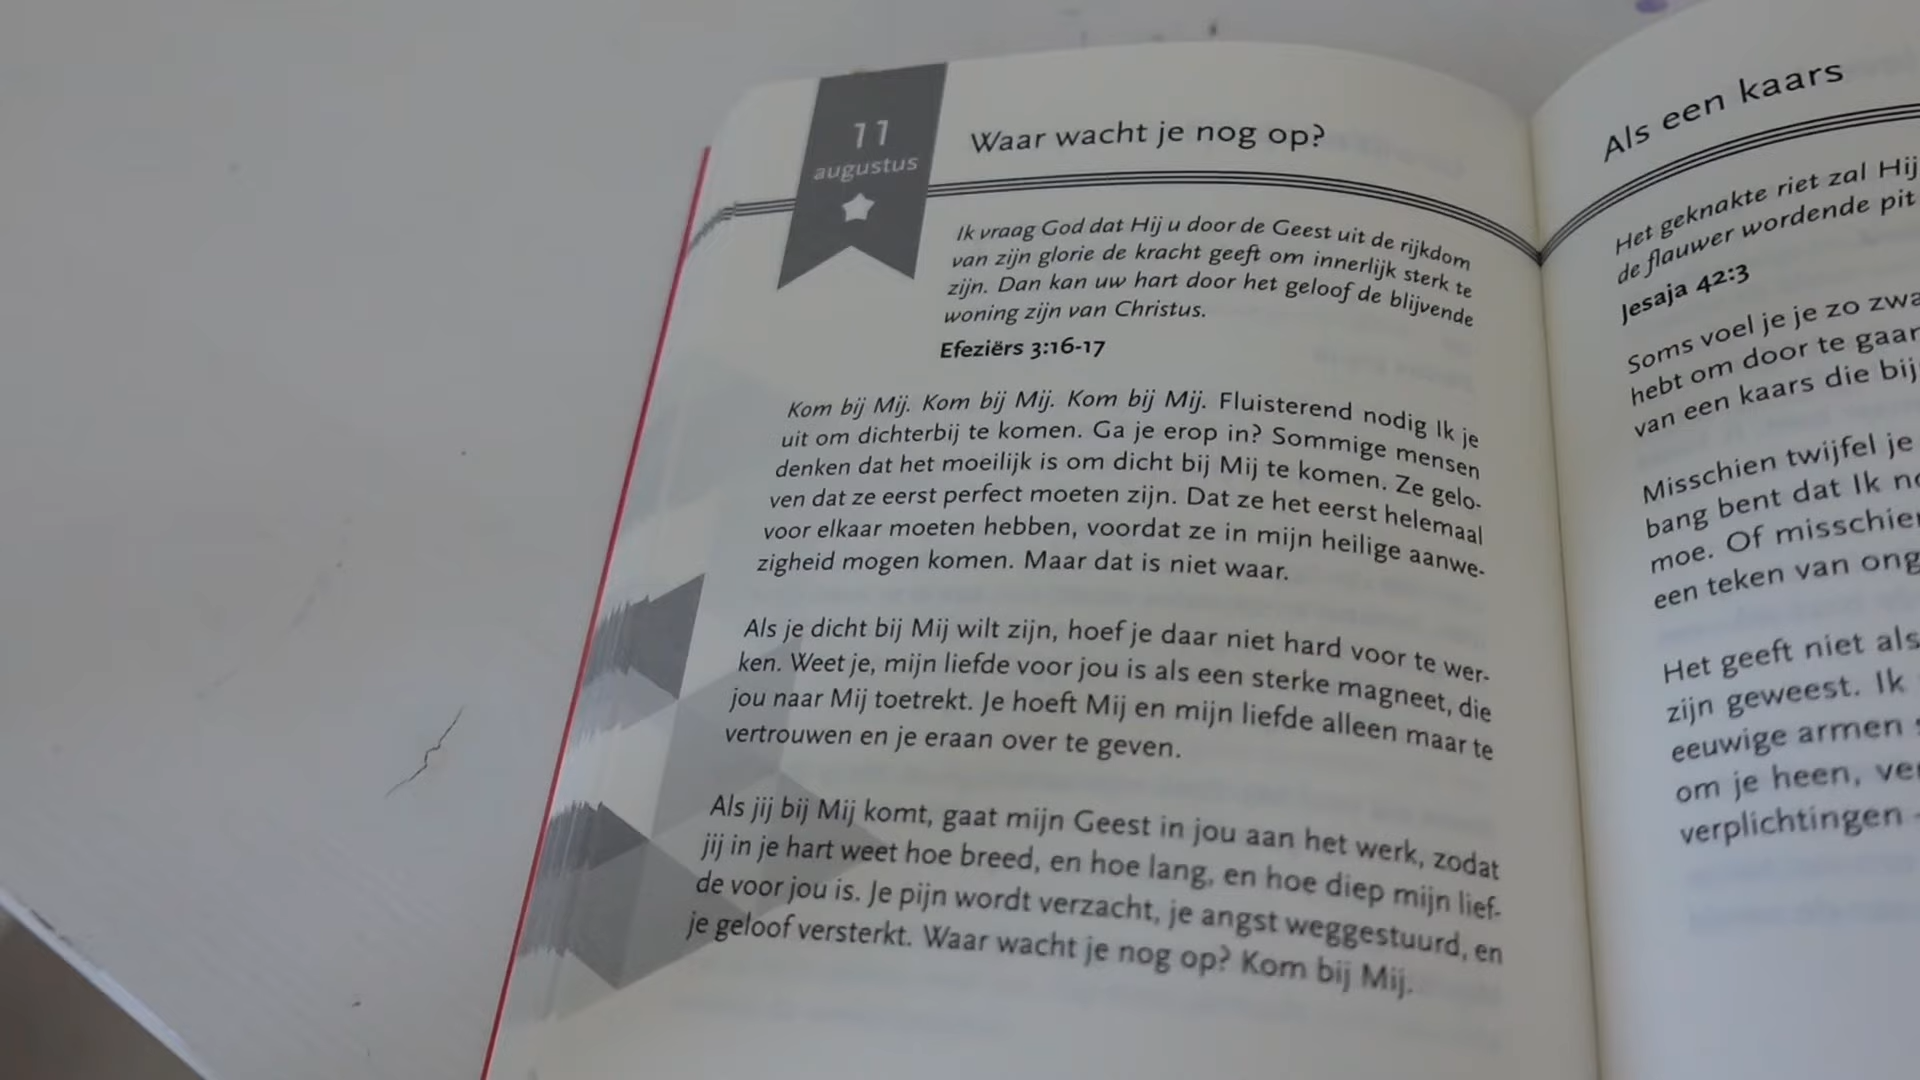 11
augustus
Waar wacht je nog op?
Ik vraag God dat Hij u door de Geest uit de rijkdom
van zijn glorie de kracht geeft om innerlijk sterk te
zijn. Dan kan uw hart door het geloof de blijvende
woning zijn van Christus.
Efeziërs 3:16-17
Kom bij Mij. Kom bij Mij. Kom bij Mij. Fluisterend nodig Ik je
uit om dichterbij te komen. Ga je erop in? Sommige mensen
denken dat het moeilijk is om dicht bij Mij te komen. Ze gelo-
ven dat ze eerst perfect moeten zijn. Dat ze het eerst helemaal
voor elkaar moeten hebben, voordat ze in mijn heilige aanwe-
zigheid mogen komen. Maar dat is niet waar.
Als je dicht bij Mij wilt zijn, hoef je daar niet hard voor te wer-
ken. Weet je, mijn liefde voor jou is als een sterke magneet, die
jou naar Mij toetrekt. Je hoeft Mij en mijn liefde alleen maar te
vertrouwen en je eraan over te geven.
Als jij bij Mij komt, gaat mijn Geest in jou aan het werk, zodat
jij in je hart weet hoe breed, en hoe lang, en hoe diep mijn lief-
de voor jou is. Je pijn wordt verzacht, je angst weggestuurd, en
je geloof versterkt. Waar wacht je nog op? Kom bij Mij.
Als een kaars
Het geknakte riet zal Hij
de flauwer wordende pit
Jesaja 42:3
Soms voel je je zo
hebt om door te gaan
van een kaars die
Misschien twijfel je
bang bent dat Ik
moe. Of
een teken van
Het geeft niet als
zijn geweest. Ik
eeuwige armen
om je heen,
verplichtingen